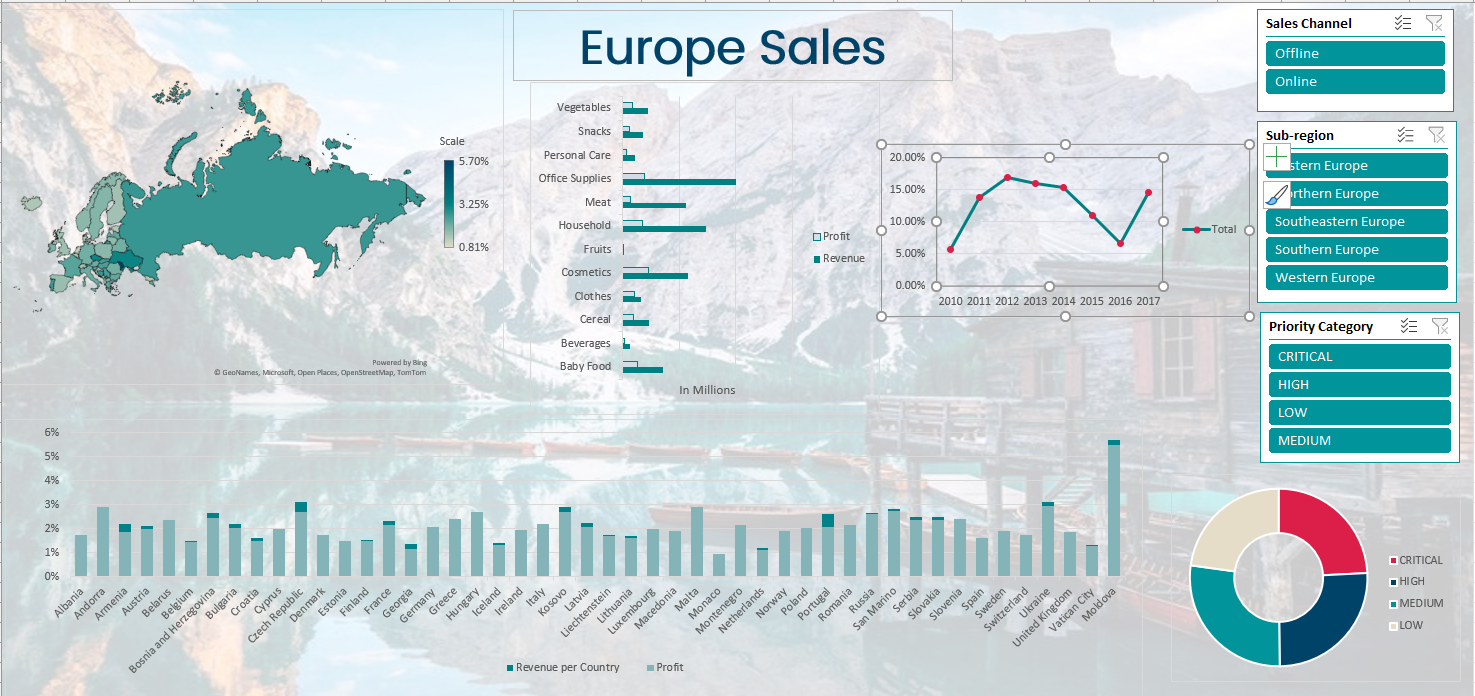 Europe Sales
Scale
5.70%
3.25%
0.81%
Powered by Bing
© GeoNames, Microsoft, Open Places, OpenStreetMap, TomTom
Vegetables
Snacks
Personal Care
Office Supplies
Meat
Household
Fruits
Cosmetics
Clothes
Cereal
Beverages
Baby Food
In Millions
Profit
Revenue
20.00%
15.00%
10.00%
5.00%
0.00%
2010 2011 2012 2013 2014 2015 2016 2017
Total
Sales Channel
Offline
Online
Sub-region
Southeastern Europe
Southern Europe
Western Europe
Europe
Europe
Priority Category
CRITICAL
HIGH
LOW
MEDIUM
6%
5%
4%
3%
2%
1%
0%
Albania
Andorra
Armenia
Austria
Belarus
Belgium
Bosnia and Herzegovina
Bulgaria
Croatia
Cyprus
Czech Republic
Denmark
Estonia
Finland
France
Georgia
Germany
Greece
Hungary
Iceland
Ireland
Italy
Kosovo
Latvia
Liechtenstein
Lithuania
Luxembourg
Macedonia
Malta
Monaco
Montenegro
Netherlands
Norway
Poland
Portugal
Romania
Russia
San Marino
Serbia
Slovakia
Slovenia
Spain
Sweden
Switzerland
Ukraine
United Kingdom
Vatican City
Moldova
Revenue per Country
Profit
CRITICAL
HIGH
MEDIUM
LOW